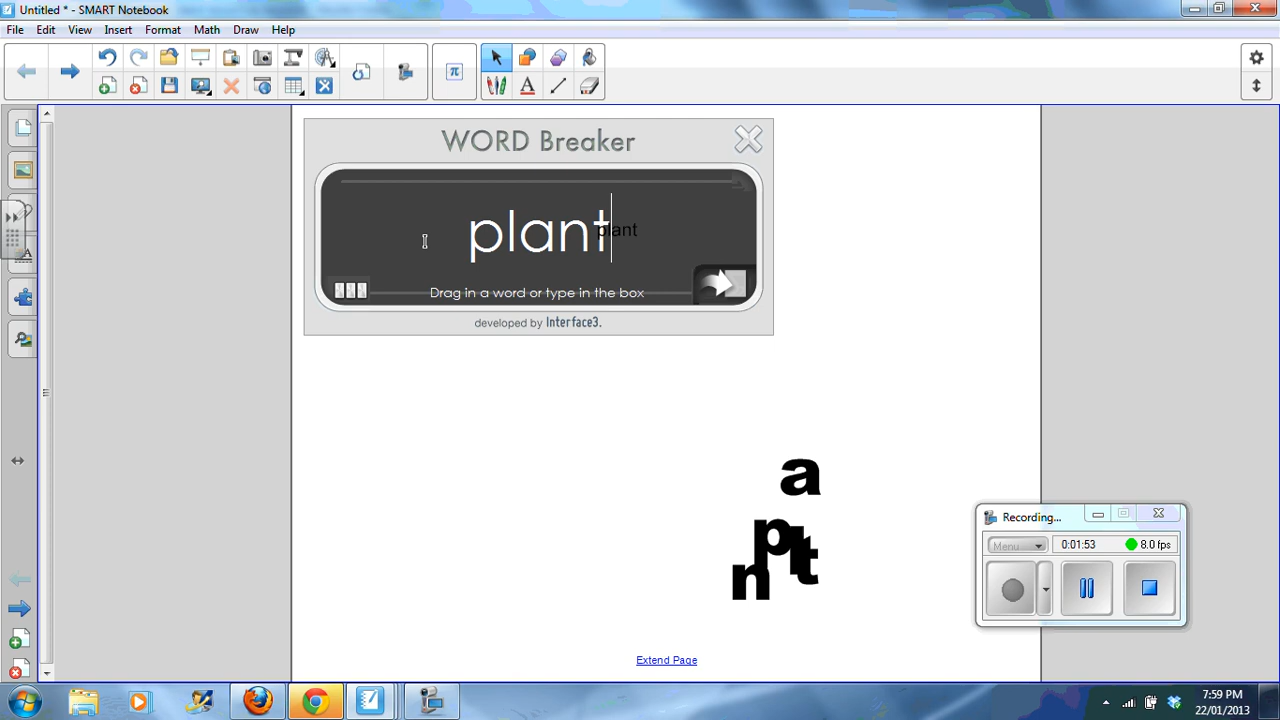 Untitled * - SMART Notebook
File Edit View Insert Format Math Draw Help
π
A
WORD Breaker
plant
plant
Drag in a word or type in the box
developed by Interface3.
a
p l t
n
Recording...
Menu 0:01:53 8.0 fps
Extend Page
7:59 PM
22/01/2013